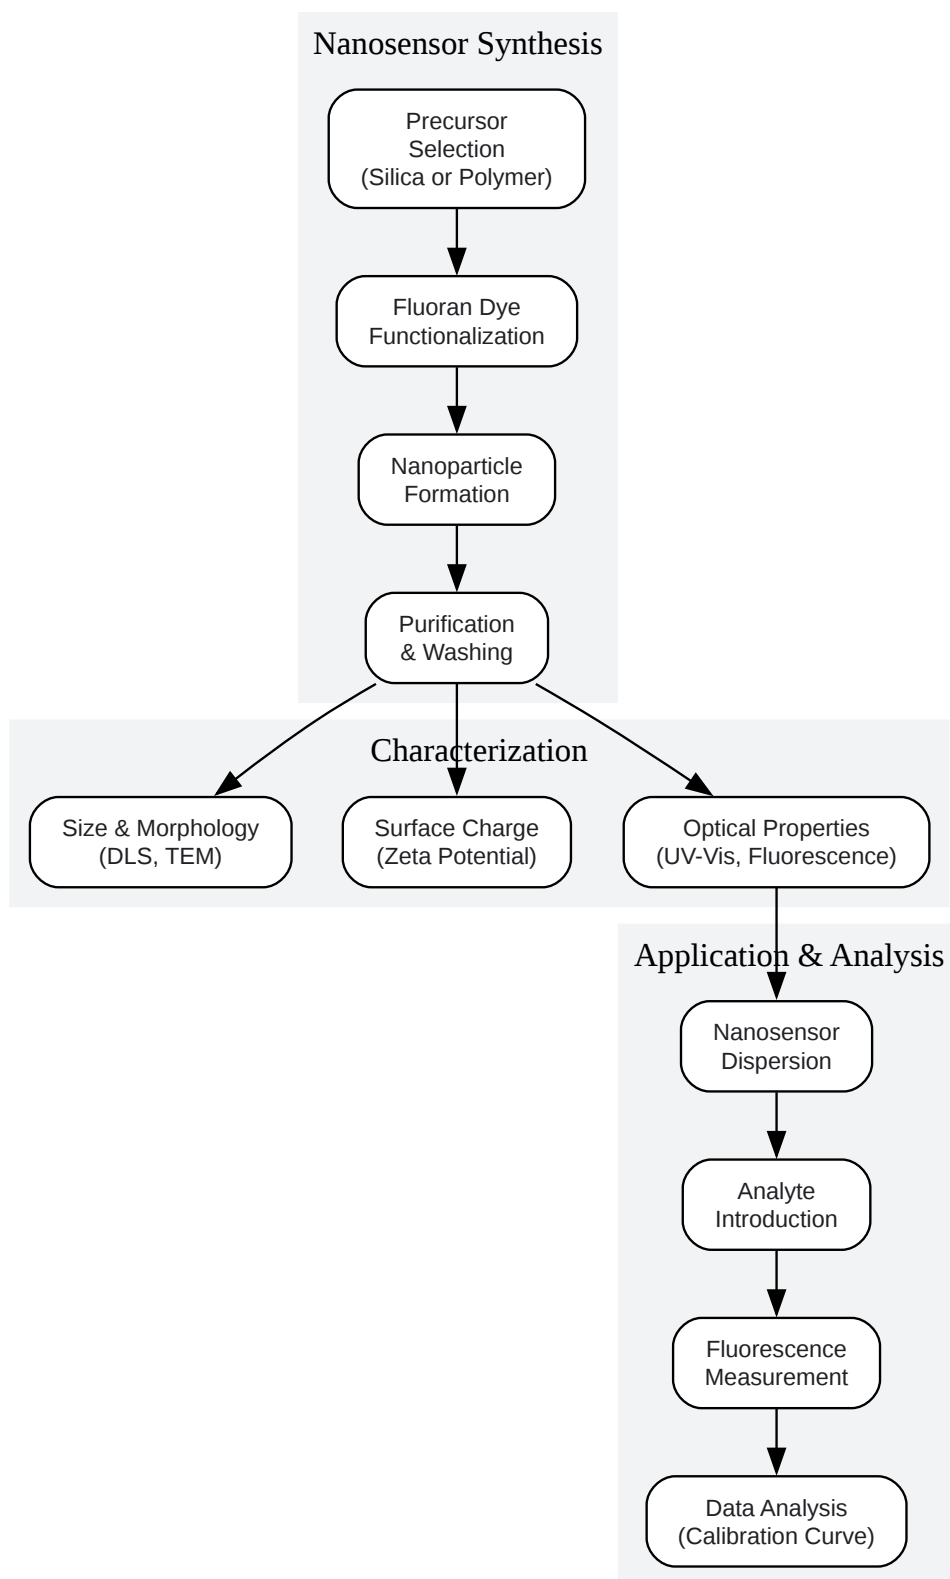 Nanosensor Synthesis
Precursor
Selection
(Silica or Polymer)
Fluoran Dye
Functionalization
Nanoparticle
Formation
Purification
& Washing
Characterization
Size & Morphology
(DLS, TEM)
Surface Charge
(Zeta Potential)
Optical Properties
(UV-Vis, Fluorescence)
Application & Analysis
Nanosensor
Dispersion
Analyte
Introduction
Fluorescence
Measurement
Data Analysis
(Calibration Curve)